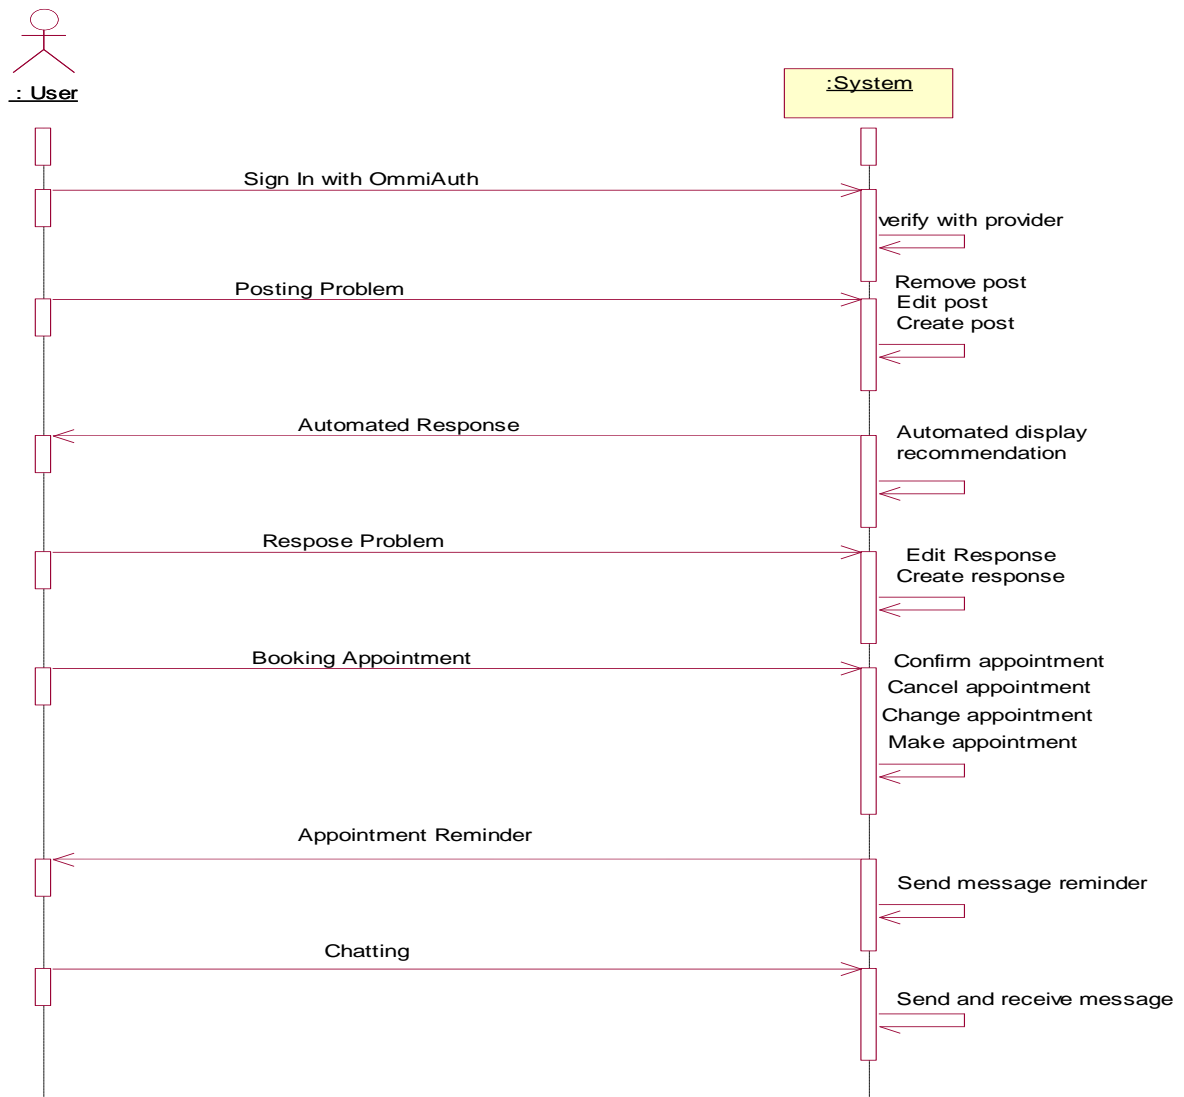 : User
:System
Sign In with OmmiAuth
verify with provider
Posting Problem
Remove post
Edit post
Create post
Automated Response
Automated display
recommendation
Respose Problem
Edit Response
Create response
Booking Appointment
Confirm appointment
Cancel appointment
Change appointment
Make appointment
Appointment Reminder
Send message reminder
Chatting
Send and receive message